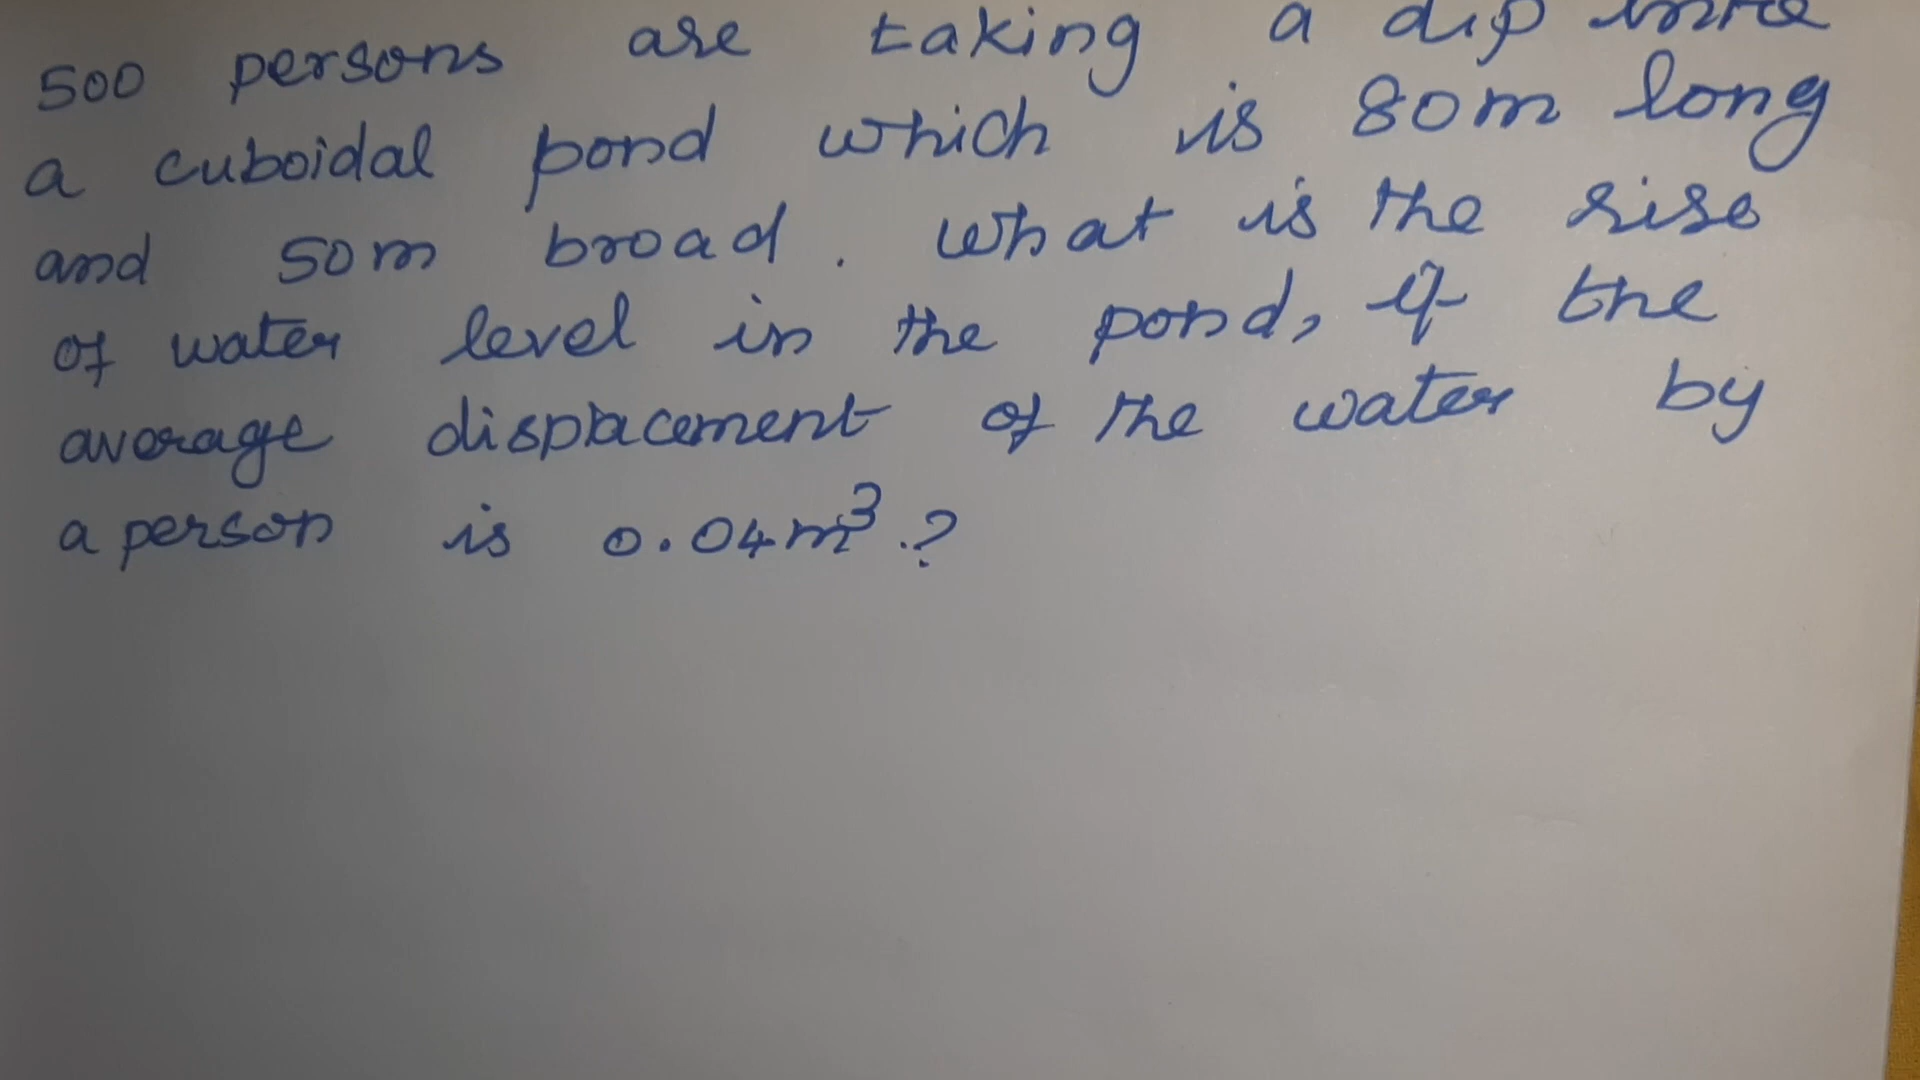 500 persons are taking a dip into
a cuboidal pond which is 80m long
and 50m broad. What is the rise
of water level in the pond, if the
average displacement of the water by
a person is 0.04m³.?